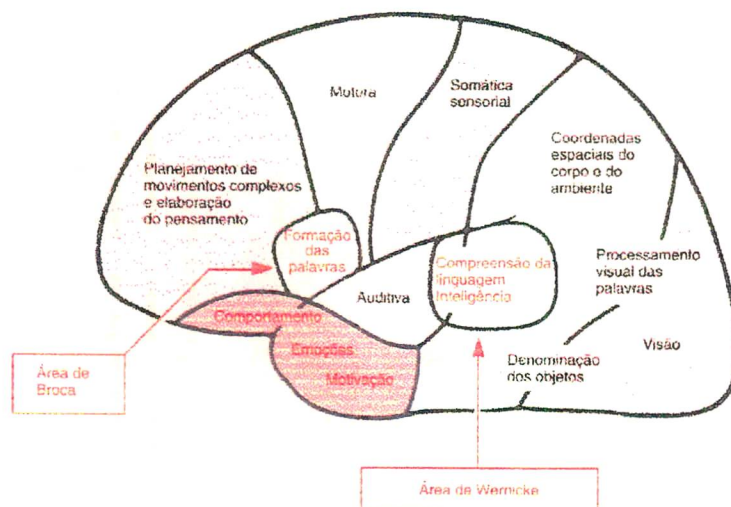 Motora
Somática
sensorial
Coordenadas
espaciais do
corpo e do
ambiente
Planejamento de
movimentos complexos
e elaboração
do pensamento
Formação
das
palavras
Compreensão da
linguagem
Inteligência
Processamento
visual das
palavras
Auditiva
Comportamento
Emoções
Motivação
Visão
Denominação
dos objetos
Área de
Broca
Área de Wernicke